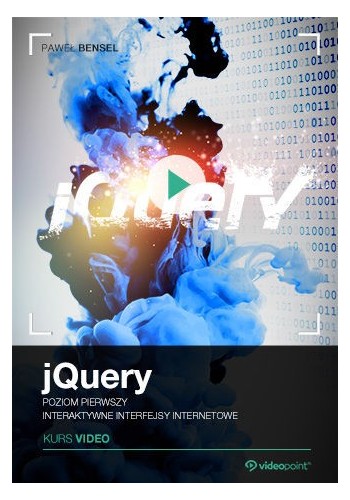 PAWEŁ BENSEL
jQuery
jQuery
POZIOM PIERWSZY
INTERAKTYWNE INTERFEJSY INTERNETOWE
KURS VIDEO
videopoint